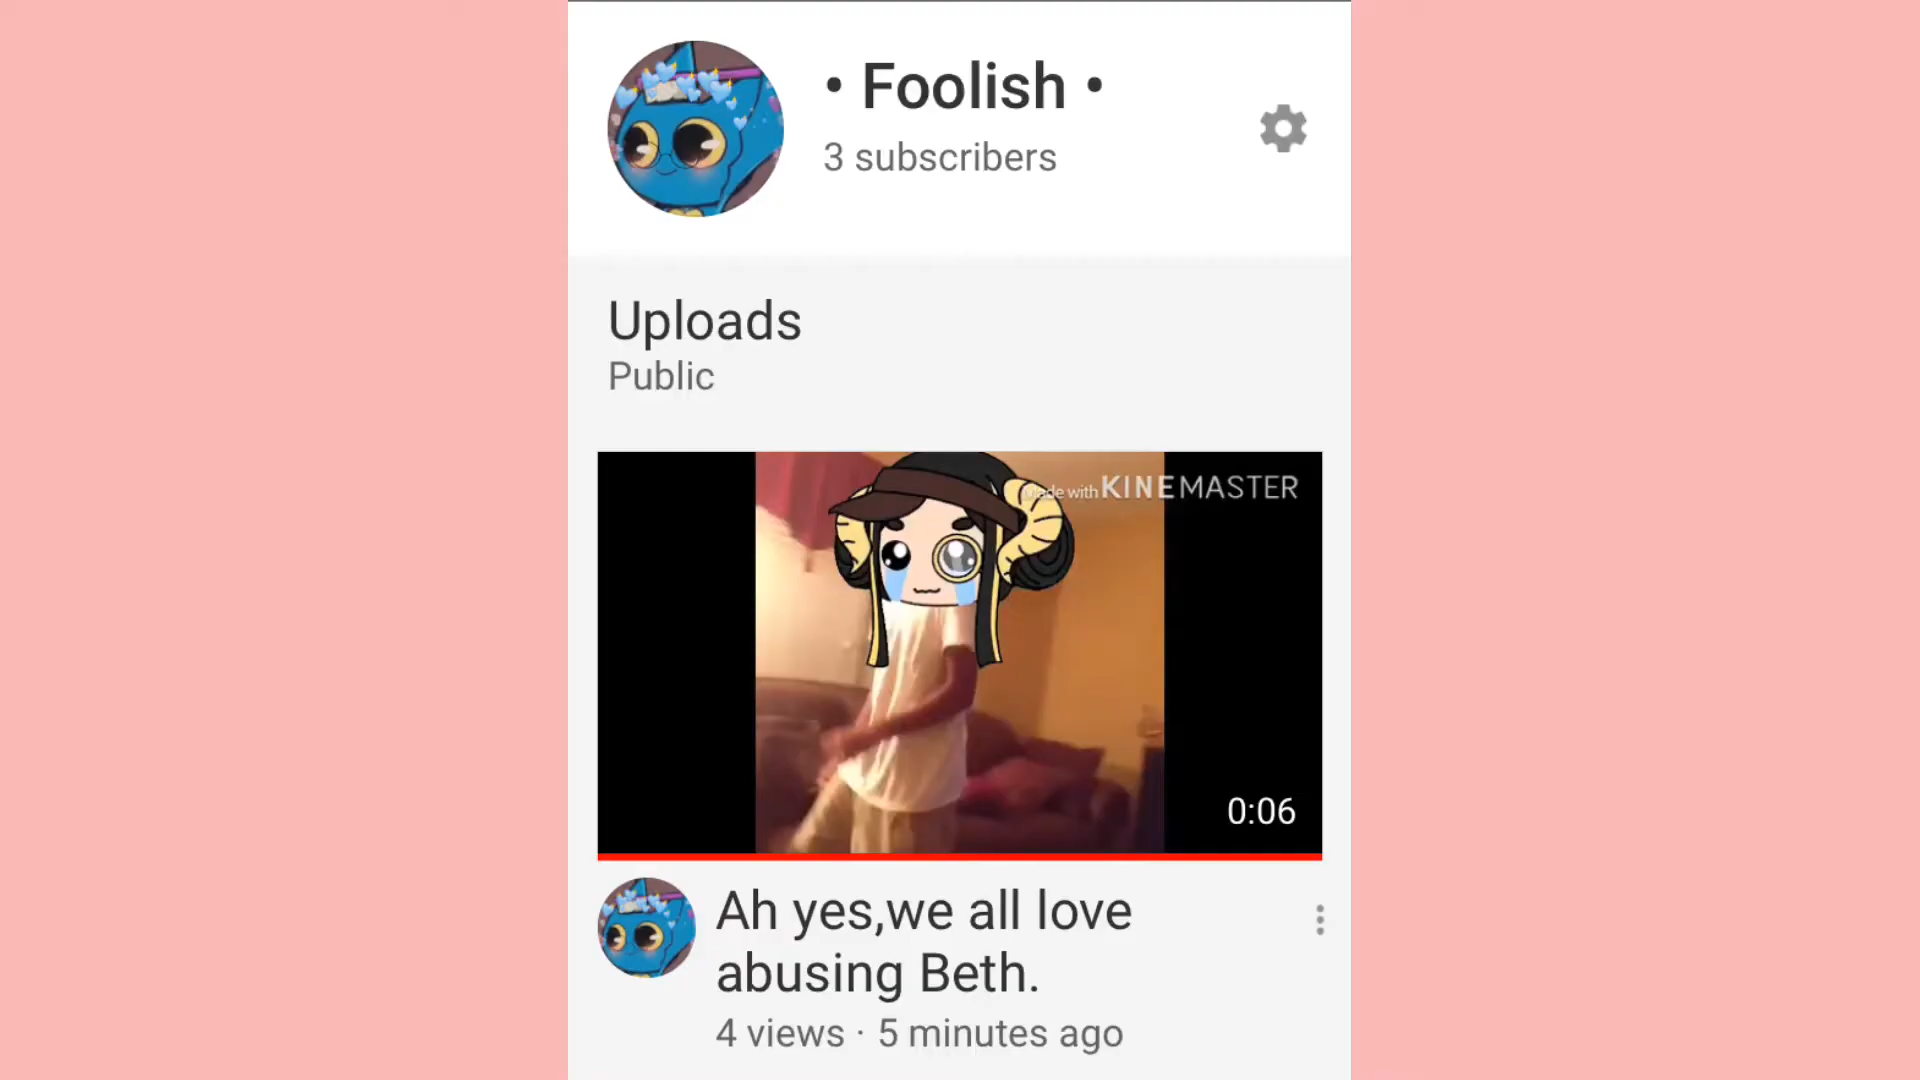 • Foolish •
3 subscribers
Uploads
Public
Made with KINEMASTER
0:06
Ah yes,we all love
abusing Beth.
4 views · 5 minutes ago